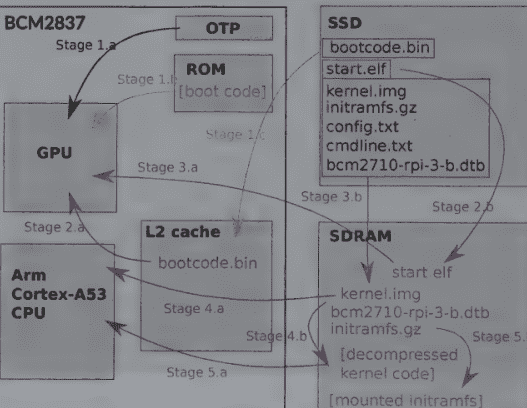 BCM2837
OTP
Stage 1.a
ROM
Stage 1.b
[boot code]
Stage 1.c
GPU
Stage 3.a
Stage 2.a
L2 cache
bootcode.bin
Arm
Cortex-A53
CPU
Stage 4.a
Stage 4.b
Stage 5.a
SSD
bootcode.bin
start.elf
kernel.img
initramfs.gz
config.txt
cmdline.txt
bcm2710-rpi-3-b.dtb
Stage 3.b
Stage 2.b
SDRAM
start elf
kernel.img
bcm2710-rpi-3-b.dtb
initramfs.gz
Stage 5.
[decompressed
kernel code]
[mounted initramfs]